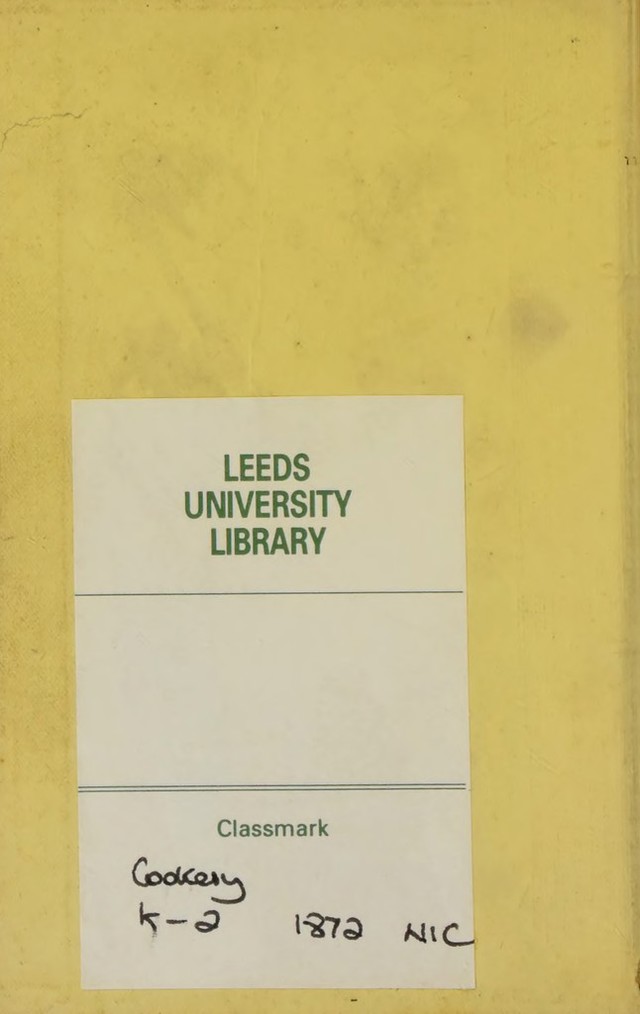 LEEDS
UNIVERSITY
LIBRARY
Classmark
Cookery
K-2 1872 NIC